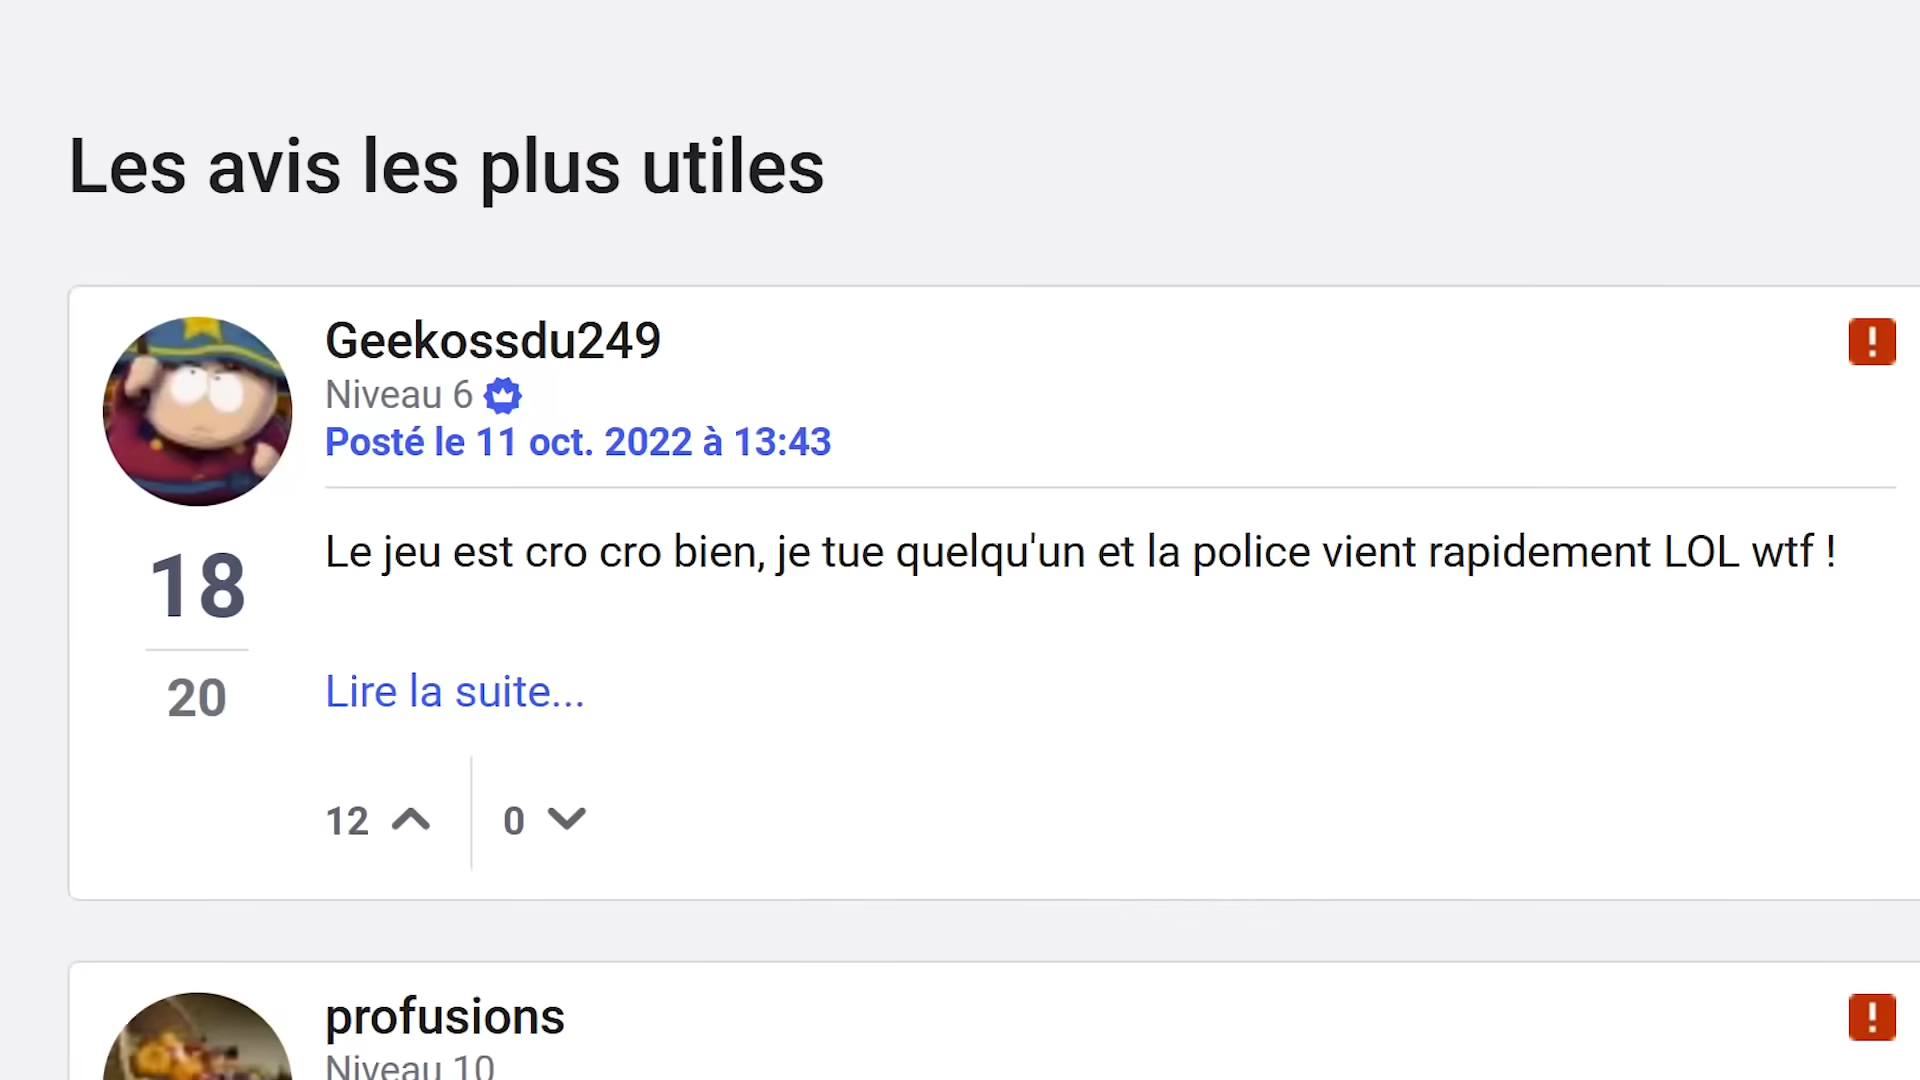 Les avis les plus utiles
Geekossdu249
Niveau 6
Posté le 11 oct. 2022 à 13:43
Le jeu est cro cro bien, je tue quelqu'un et la police vient rapidement LOL wtf !
18
20
Lire la suite...
12
0
profusions
Niveau 10